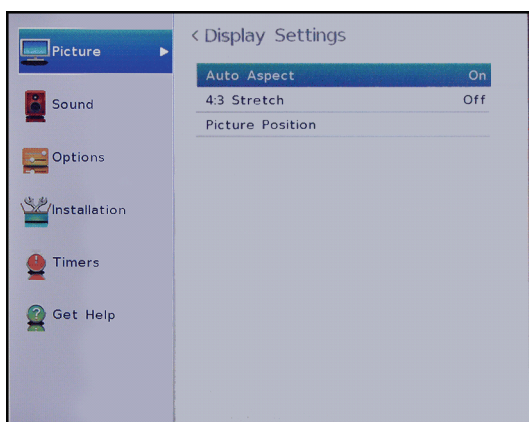 Picture
Sound
Options
Installation
Timers
Get Help
< Display Settings
Auto Aspect On
4:3 Stretch Off
Picture Position